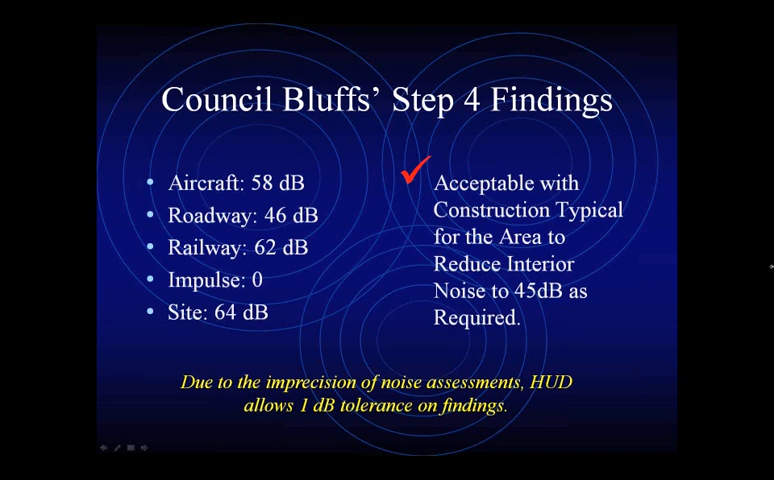 Council Bluffs' Step 4 Findings
• Aircraft: 58 dB
• Roadway: 46 dB
• Railway: 62 dB
• Impulse: 0
• Site: 64 dB
Acceptable with
Construction Typical
for the Area to
Reduce Interior
Noise to 45dB as
Required.
Due to the imprecision of noise assessments, HUD
allows 1 dB tolerance on findings.